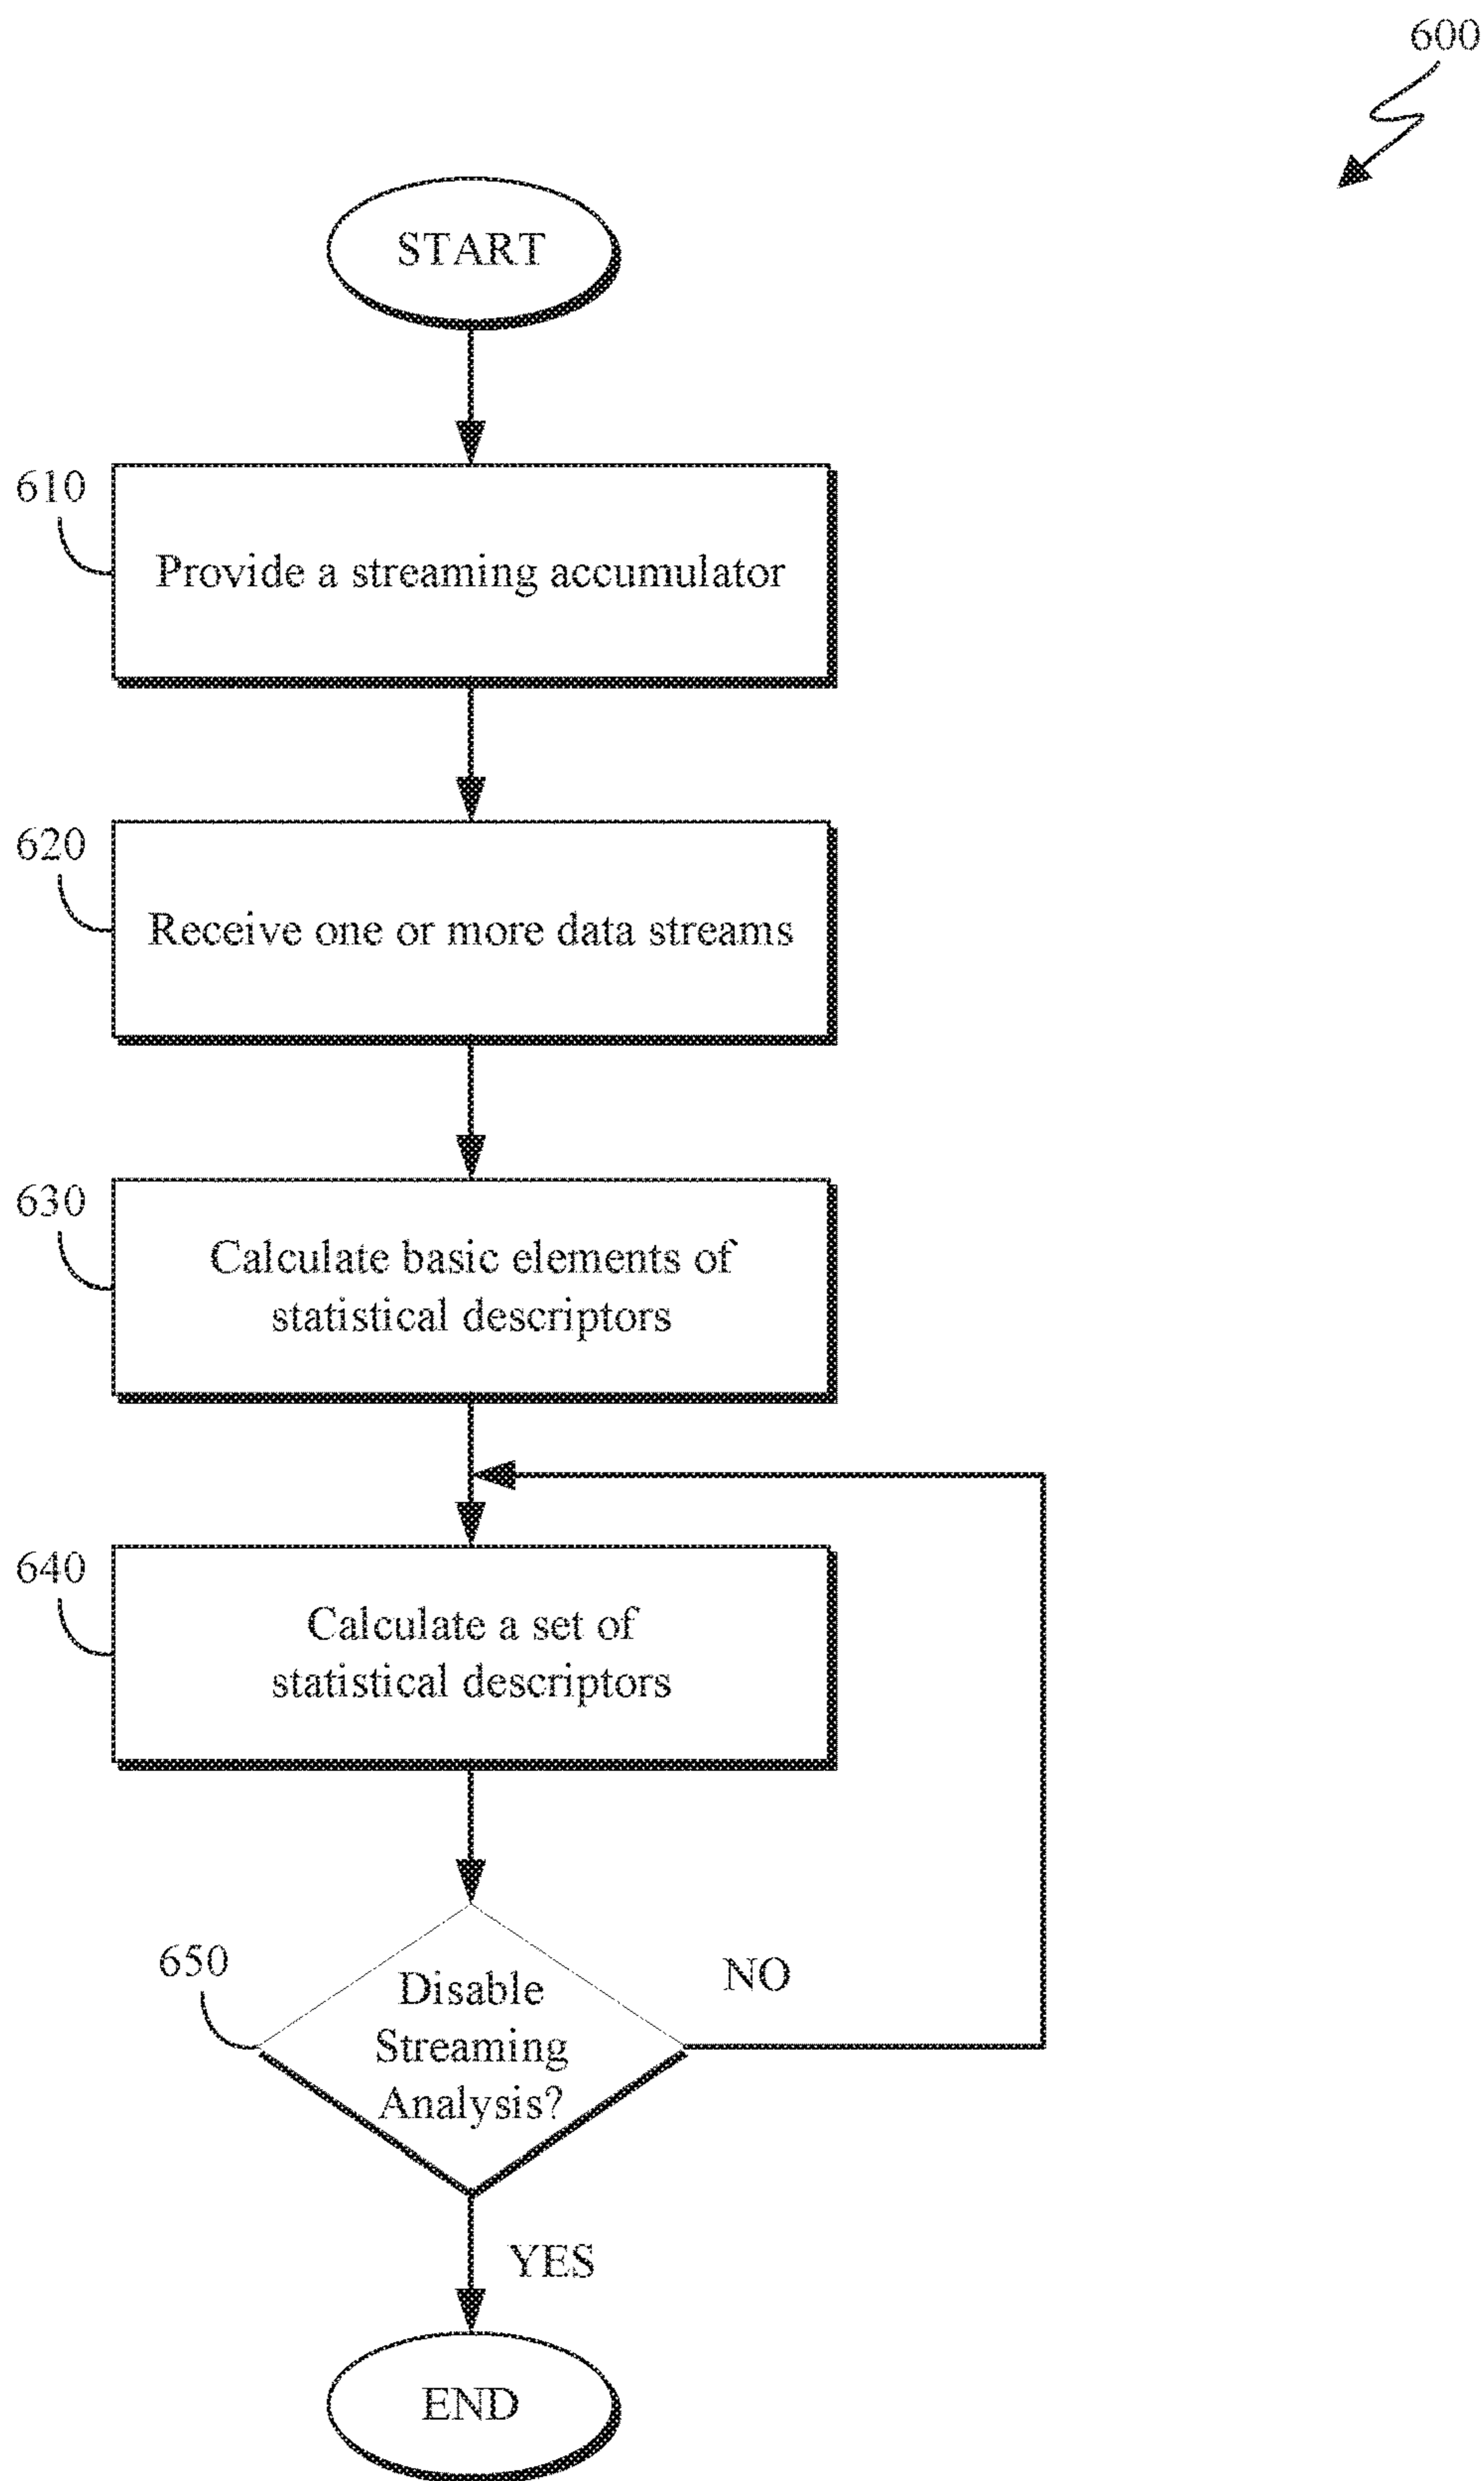 600
START
610
Provide a streaming accumulator
620
Receive one or more data streams
630
Calculate basic elements of
statistical descriptors
640
Calculate a set of
statistical descriptors
650
Disable
Streaming
Analysis?
NO
YES
END